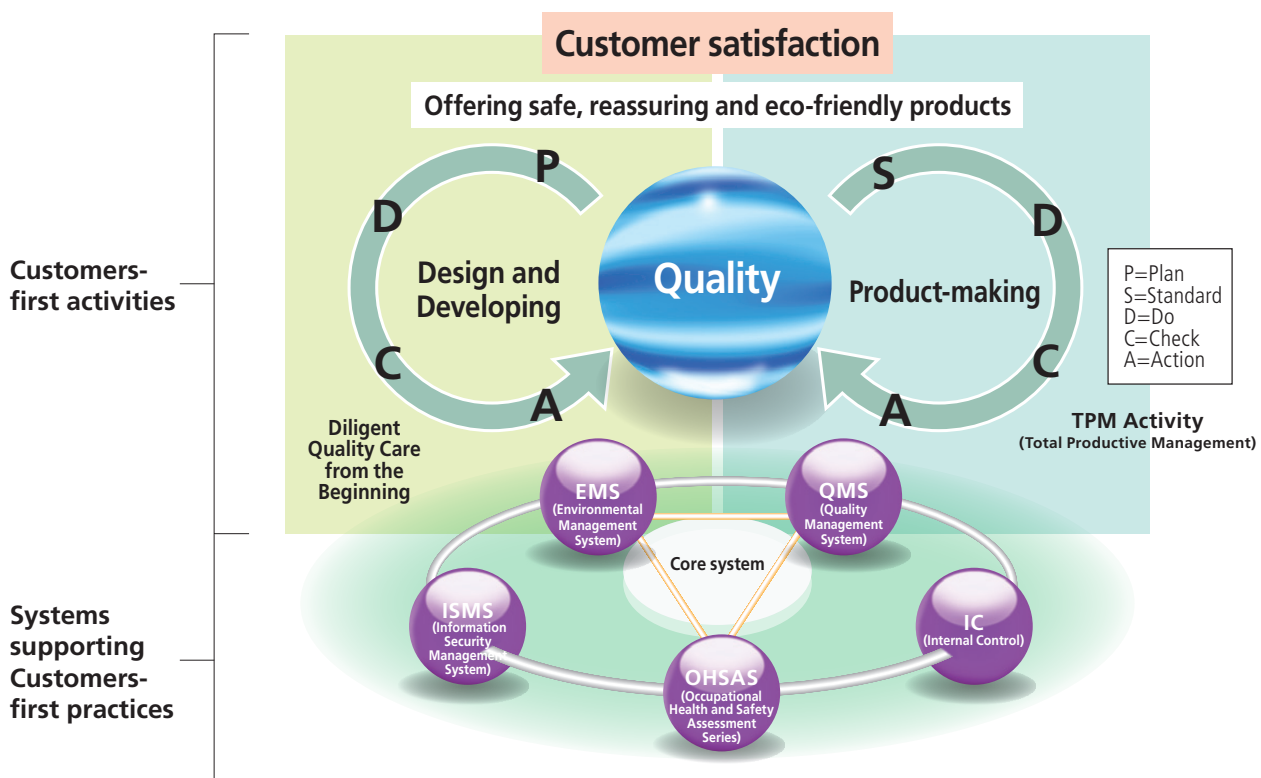 Customer satisfaction
Offering safe, reassuring and eco-friendly products
Customers-
first activities
P
D
C
A
Design and
Developing
Diligent
Quality Care
from the
Beginning
Quality
S
D
C
A
Product-making
P=Plan
S=Standard
D=Do
C=Check
A=Action
TPM Activity
(Total Productive Management)
Systems
supporting
Customers-
first practices
EMS
(Environmental
Management
System)
QMS
(Quality
Management
System)
Core system
ISMS
(Information
Security
Management
System)
IC
(Internal Control)
OHSAS
(Occupational
Health and Safety
Assessment
Series)